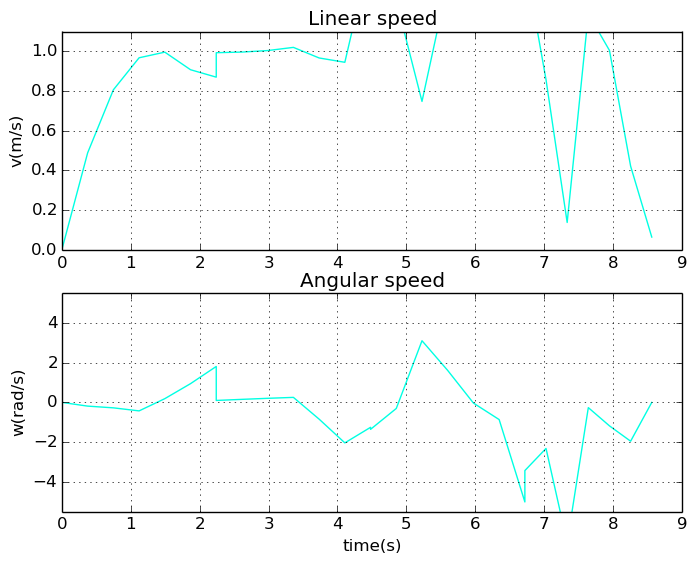 Linear speed
1.0
0.8
0.6
0.4
0.2
0.0
v(m/s)
0 1 2 3 4 5 6 7 8 9
Angular speed
4
2
0
−2
−4
w(rad/s)
0 1 2 3 4 5 6 7 8 9
time(s)